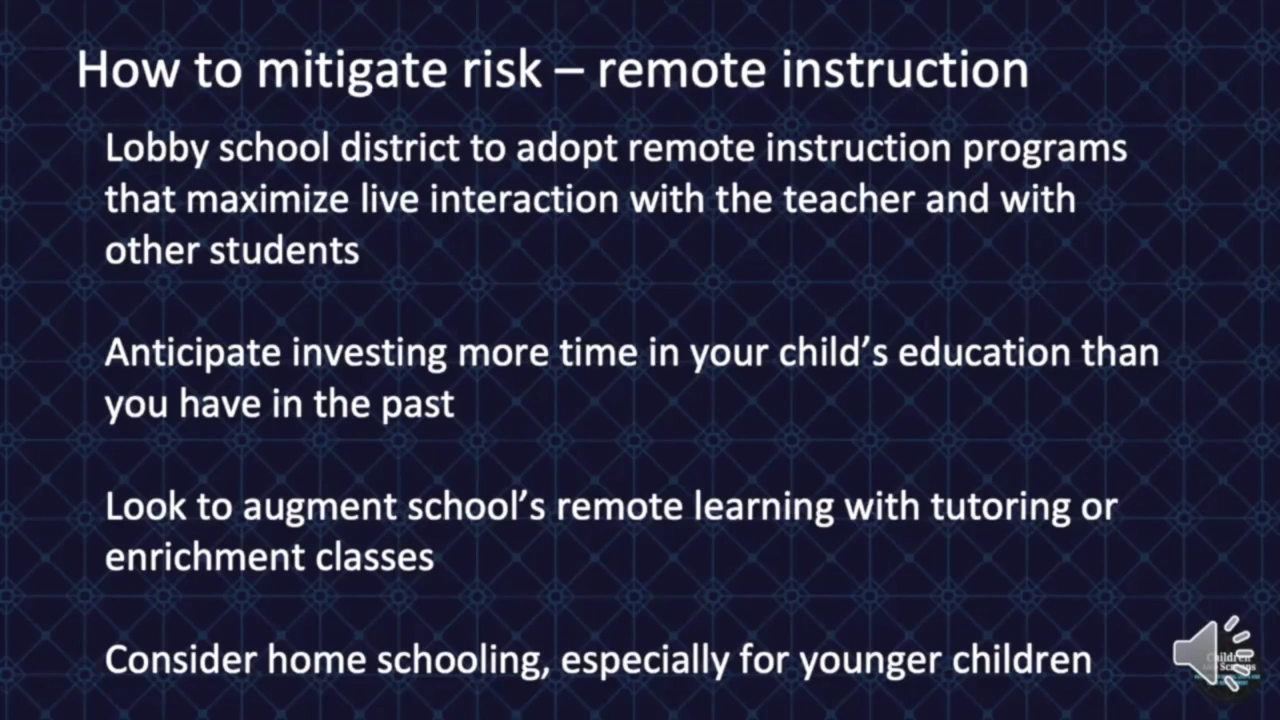 How to mitigate risk – remote instruction
Lobby school district to adopt remote instruction programs
that maximize live interaction with the teacher and with
other students
Anticipate investing more time in your child’s education than
you have in the past
Look to augment school’s remote learning with tutoring or
enrichment classes
Consider home schooling, especially for younger children
Children
Screens